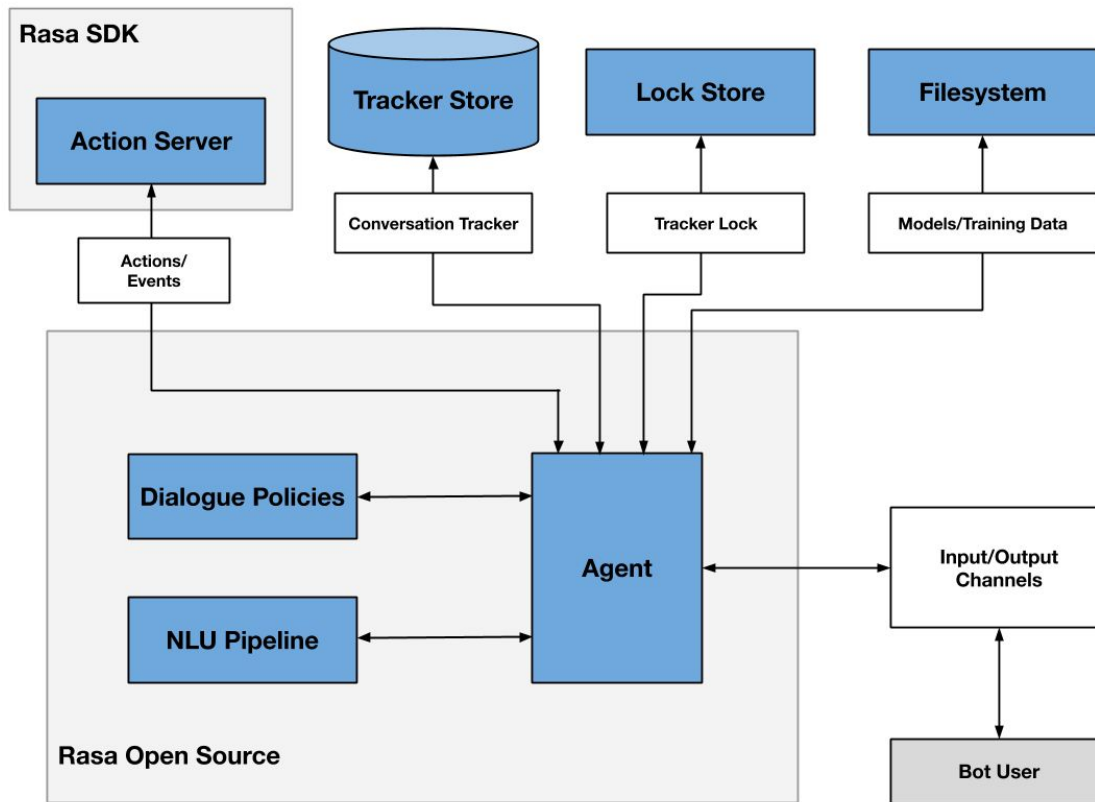 Rasa SDK
Action Server
Tracker Store
Lock Store
Filesystem
Actions/
Events
Conversation Tracker
Tracker Lock
Models/Training Data
Dialogue Policies
NLU Pipeline
Agent
Input/Output
Channels
Rasa Open Source
Bot User